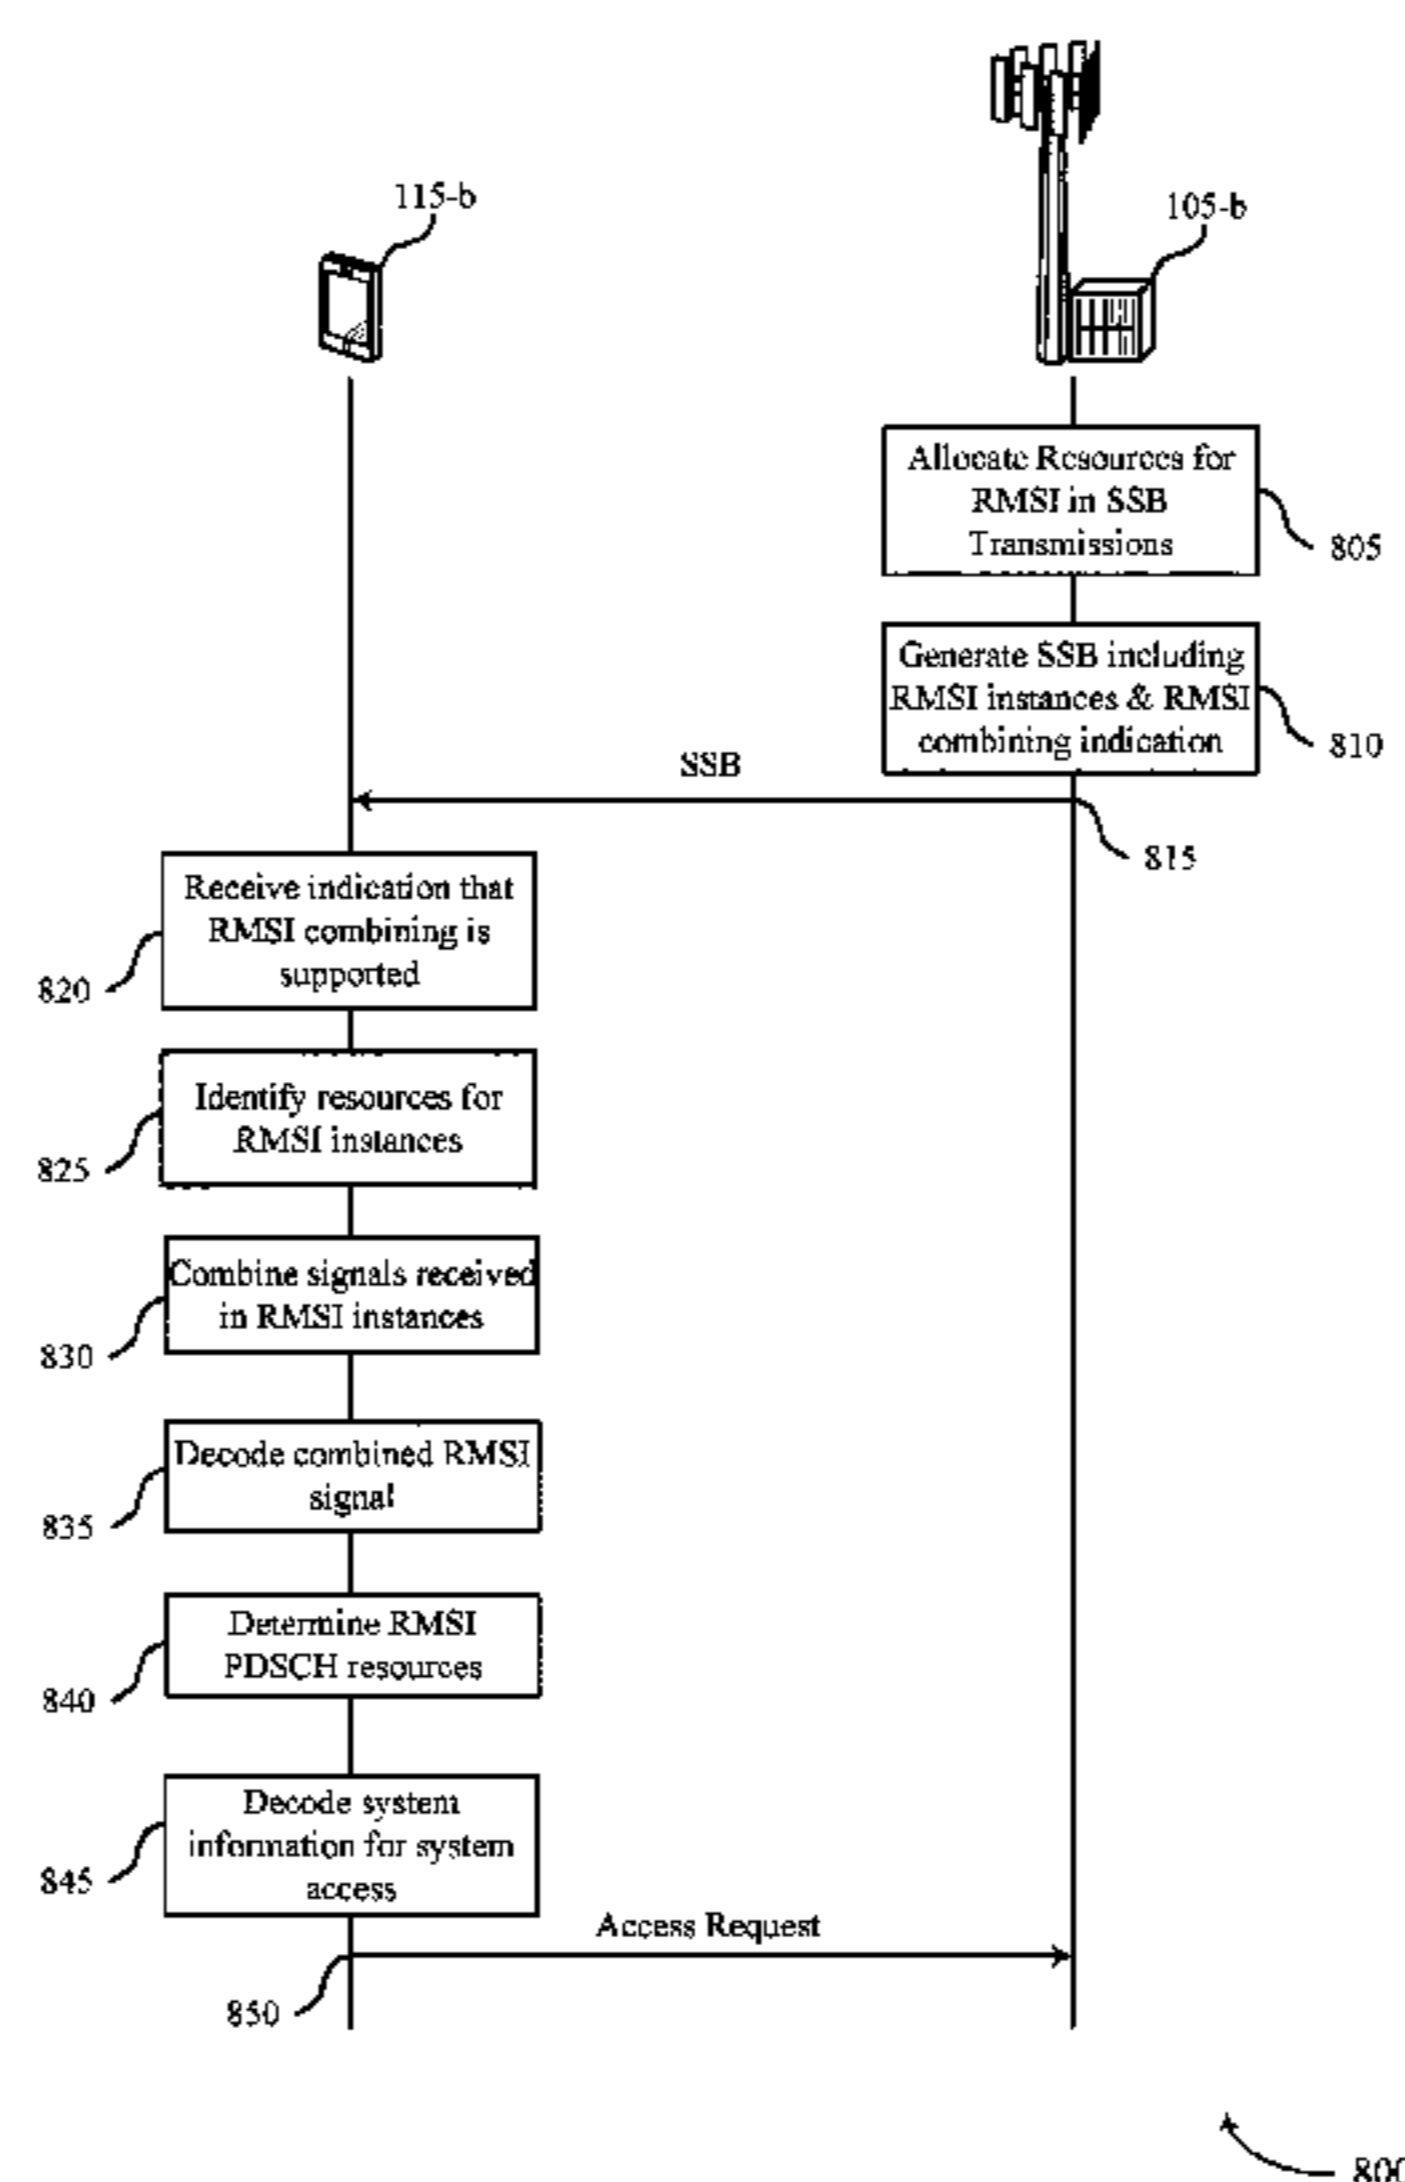 115-b
105-b
Allocate Resources for
RMSI in SSB
Transmissions
805
Generate SSB including
RMSI instances & RMSI
combining indication
810
SSB
815
Receive indication that
RMSI combining is
supported
820
Identify resources for
RMSI instances
825
Combine signals received
in RMSI instances
830
Decode combined RMSI
signal
835
Determine RMSI
PDSCH resources
840
Decode system
information for system
access
845
Access Request
850
800